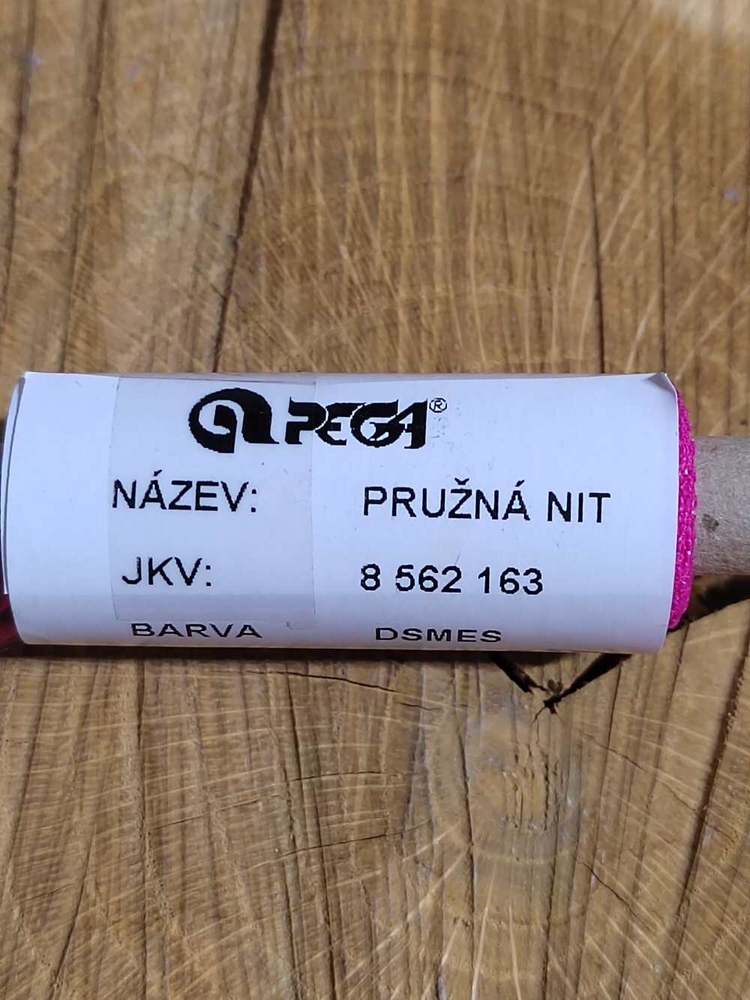 PEGA®
NÁZEV: PRUŽNÁ NIT
JKV: 8 562 163
BARVA DSMES